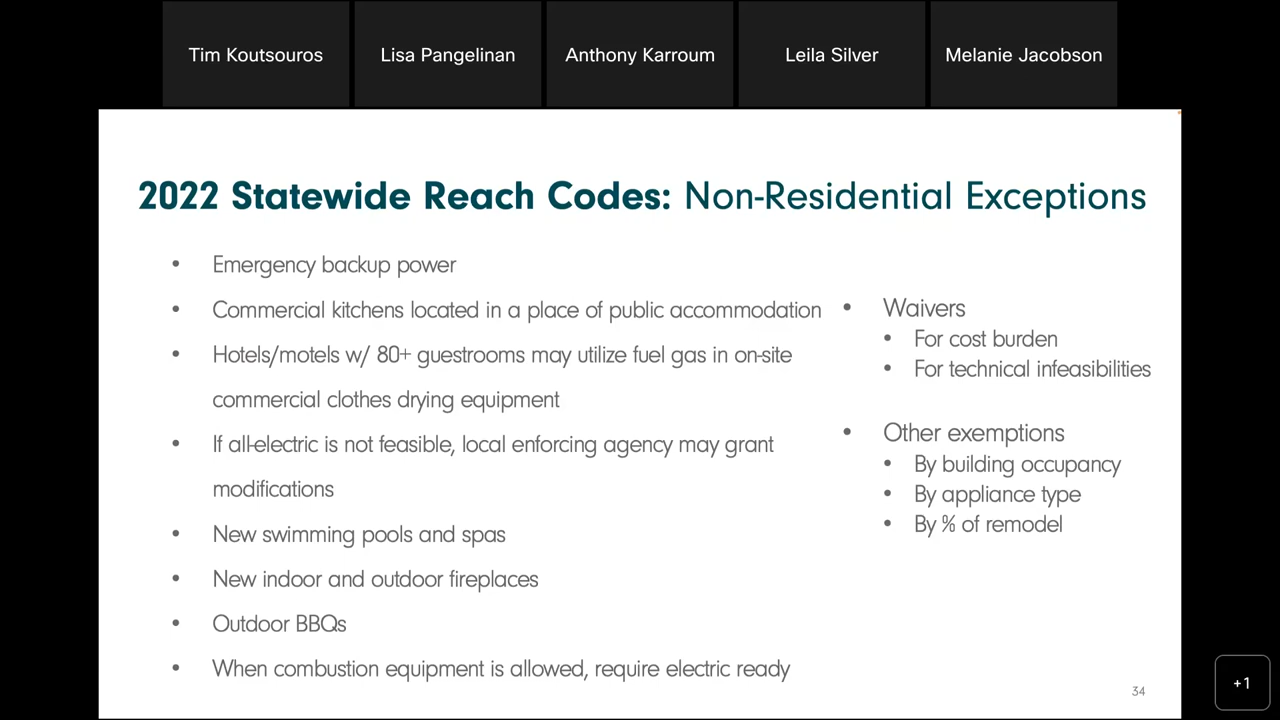 Tim Koutsouros
Lisa Pangelinan
Anthony Karroum
Leila Silver
Melanie Jacobson
2022 Statewide Reach Codes: Non-Residential Exceptions
• Emergency backup power
• Commercial kitchens located in a place of public accommodation
• Hotels/motels w/ 80+ guestrooms may utilize fuel gas in on-site
commercial clothes drying equipment
• If all-electric is not feasible, local enforcing agency may grant
modifications
• New swimming pools and spas
• New indoor and outdoor fireplaces
• Outdoor BBQs
• When combustion equipment is allowed, require electric ready
• Waivers
• For cost burden
• For technical infeasibilities
• Other exemptions
• By building occupancy
• By appliance type
• By % of remodel
34
+1